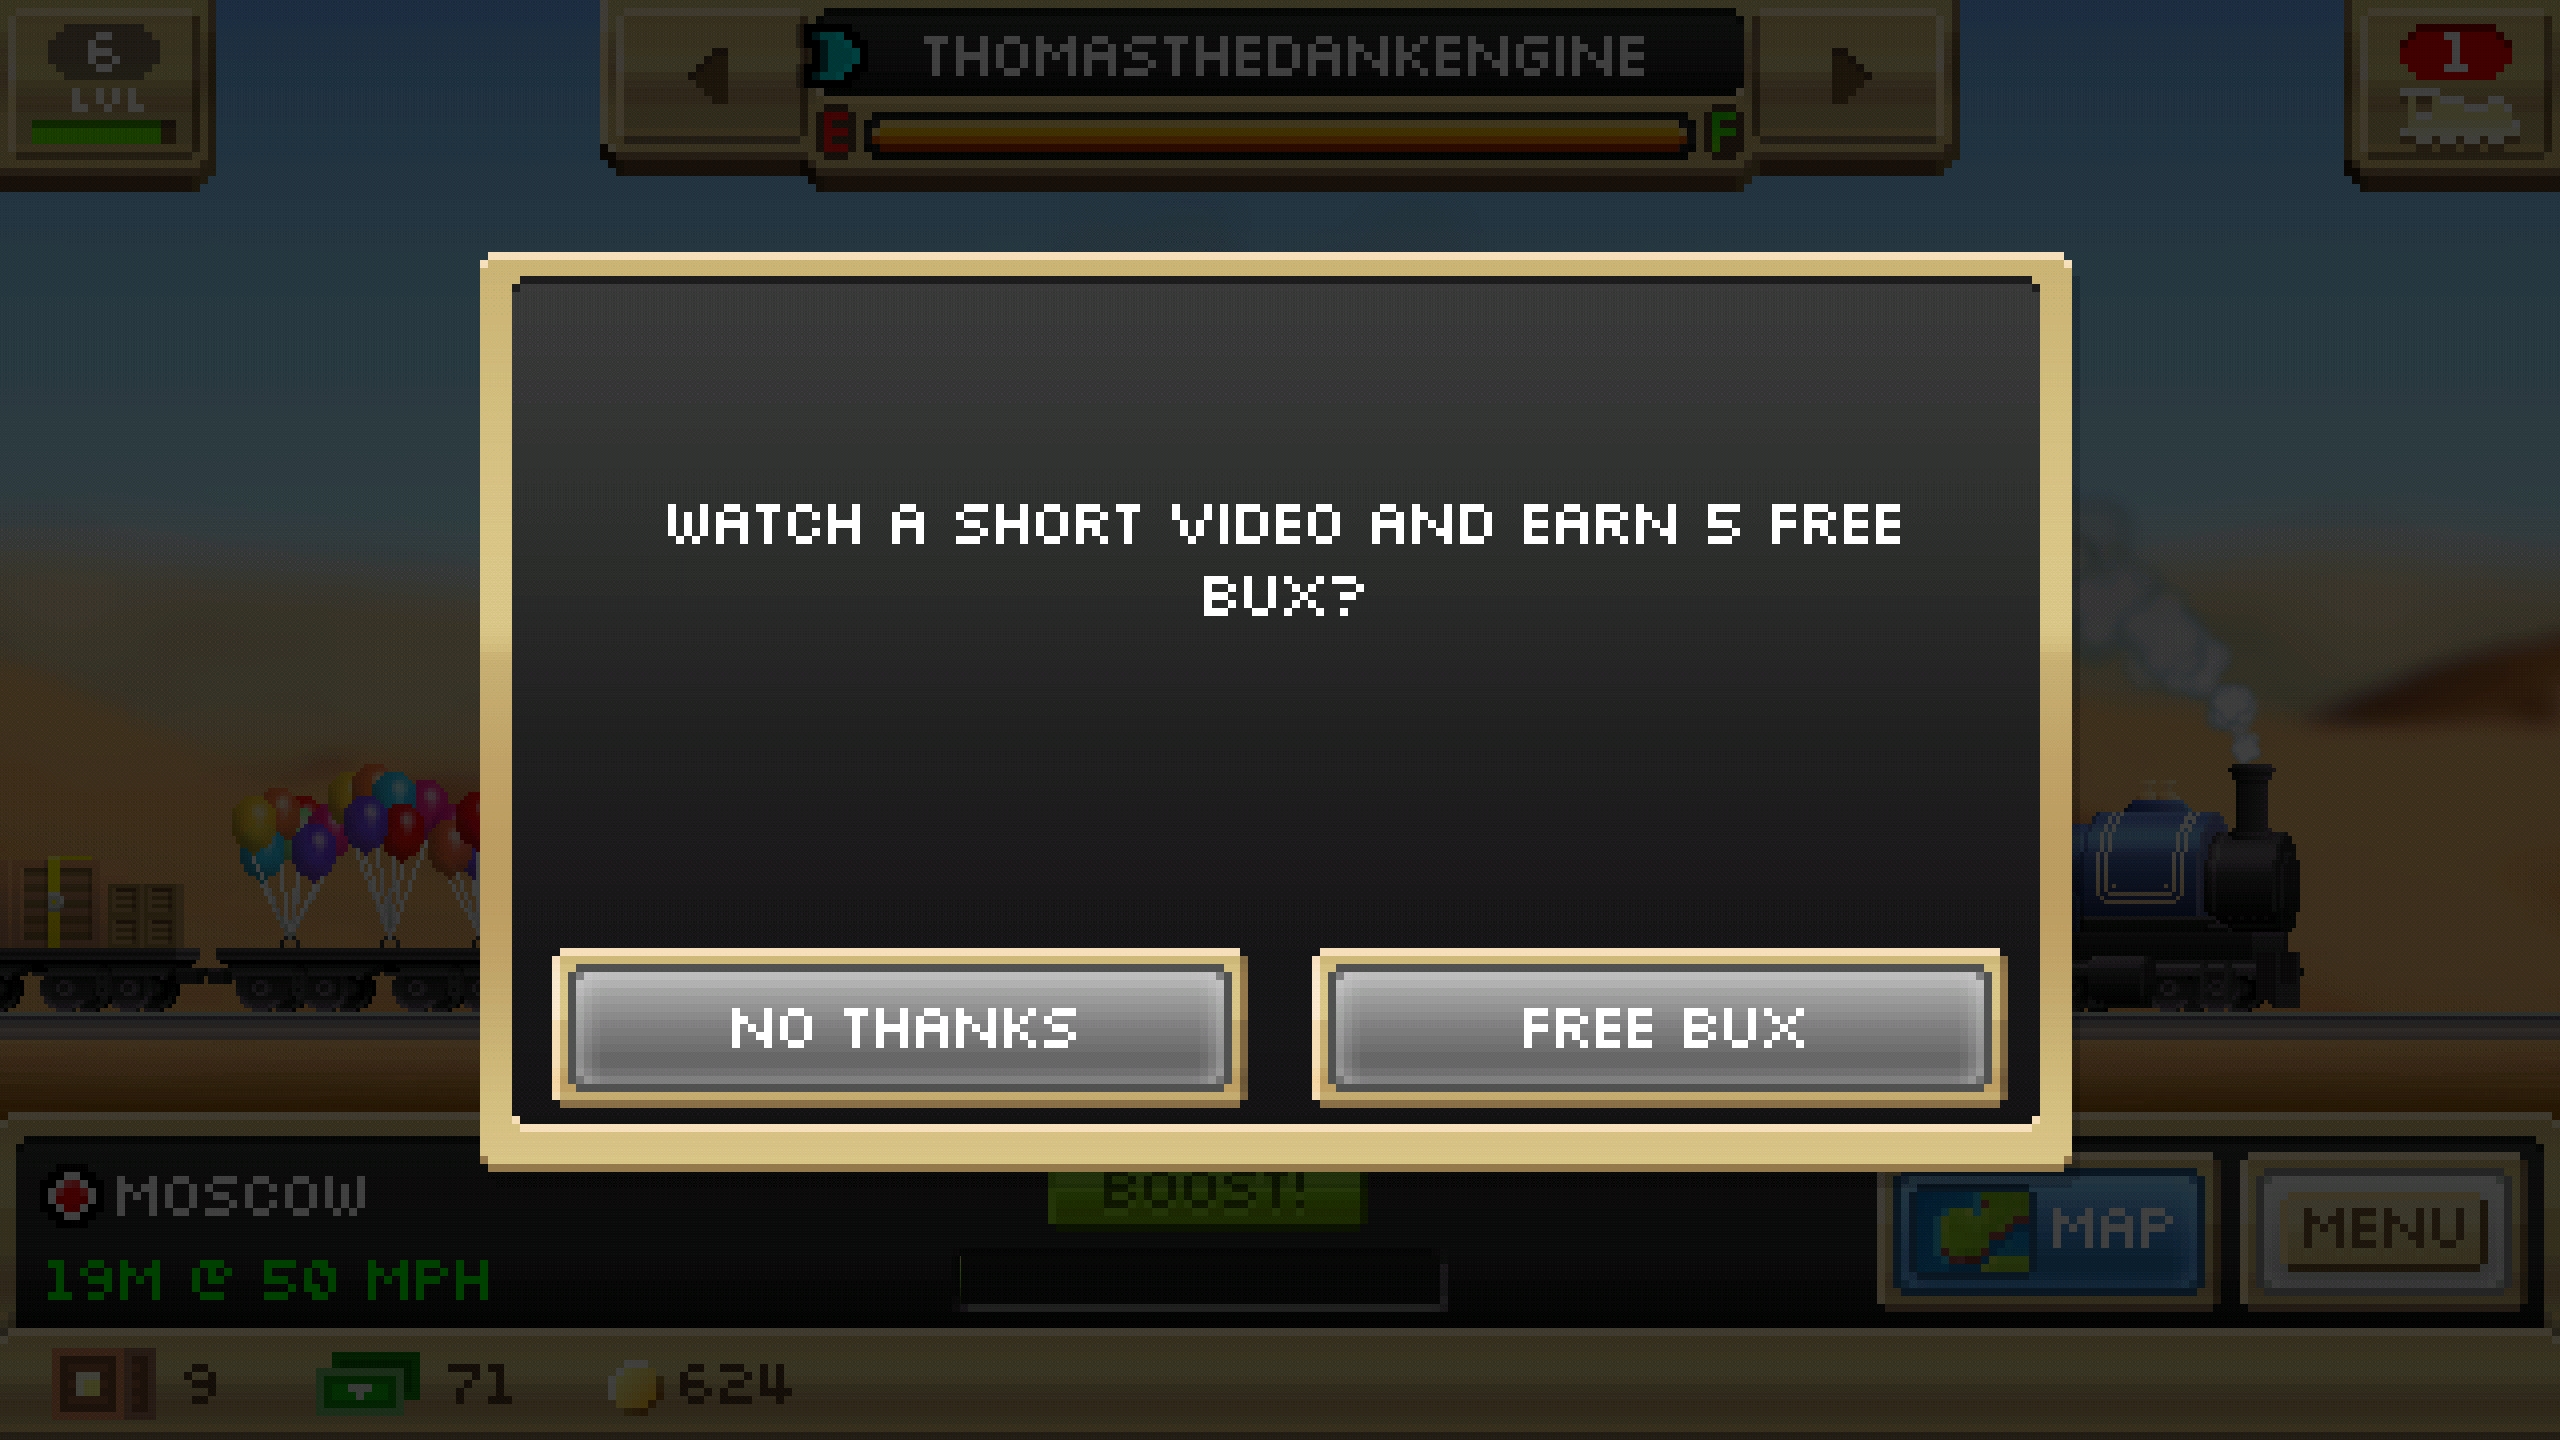 6
LVL
THOMASTHEDANKENGINE
E
F
1
WATCH A SHORT VIDEO AND EARN 5 FREE
BUX?
NO THANKS
FREE BUX
MOSCOW
19M @ 50 MPH
BOOST!
MAP
MENU
9
71
624